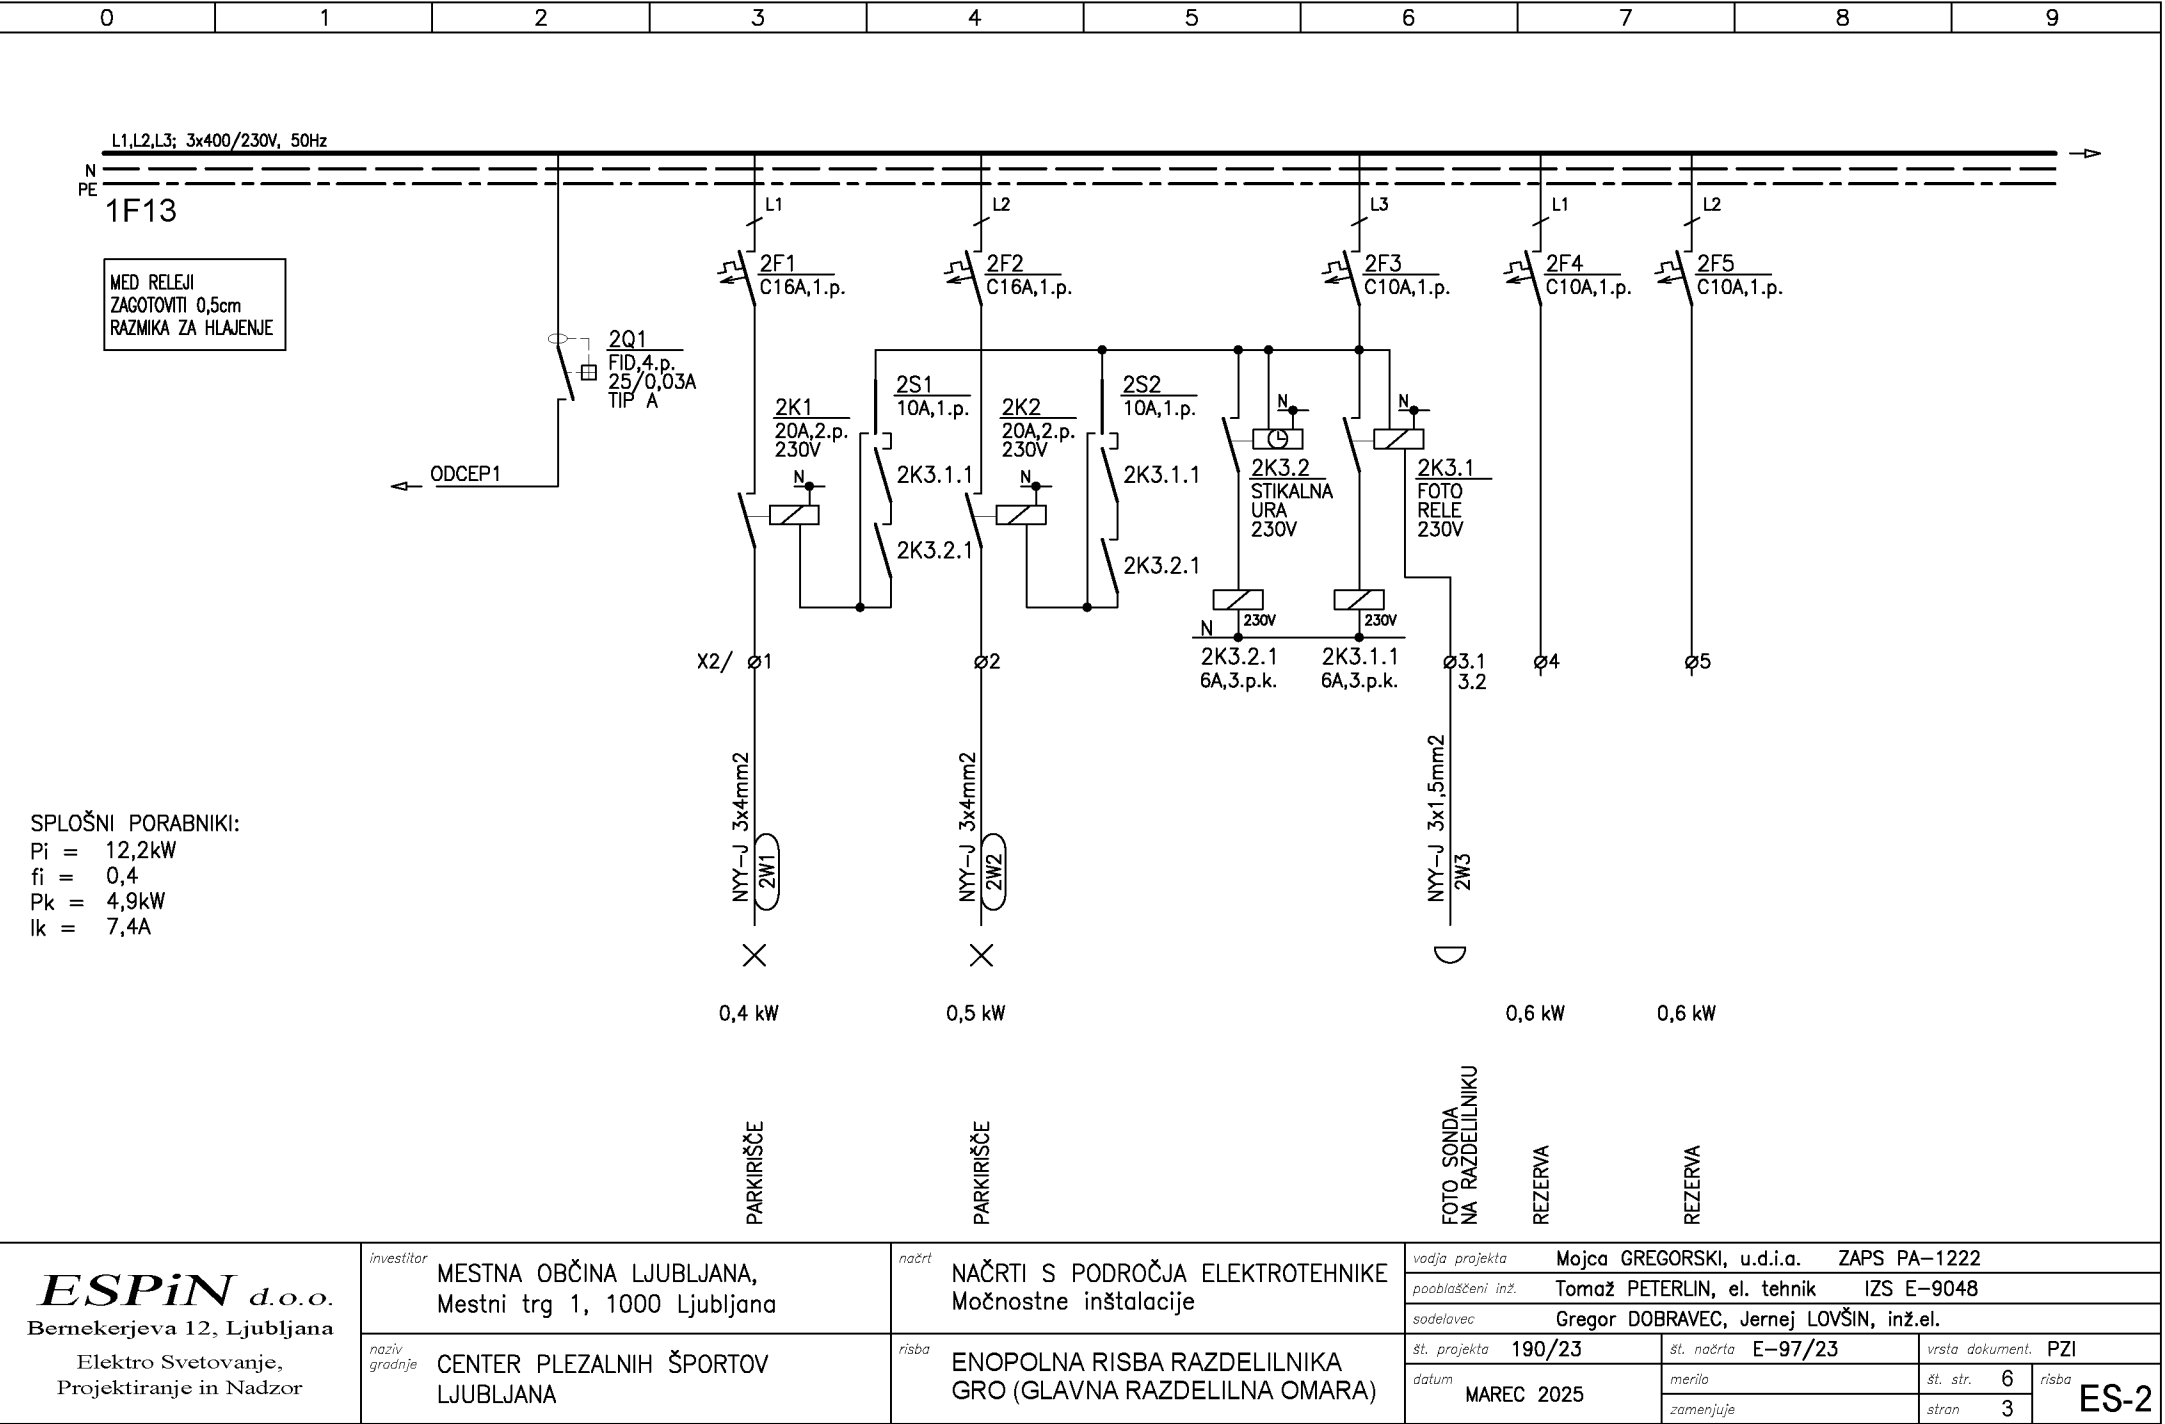 0 1 2 3 4 5 6 7 8 9
L1,L2,L3; 3x400/230V, 50Hz
N
PE
1F13
L1
L2
L3
L1
L2
MED RELEJI
ZAGOTOVITI 0,5cm
RAZMIKA ZA HLAJENJE
2F1
C16A,1.p.
2F2
C16A,1.p.
2F3
C10A,1.p.
2F4
C10A,1.p.
2F5
C10A,1.p.
2Q1
FID,4.p.
25/0,03A
TIP A
ODCEP1
2K1
20A,2.p.
230V
N
2S1
10A,1.p.
2K3.1.1
2K3.2.1
2K2
20A,2.p.
230V
N
2S2
10A,1.p.
2K3.1.1
2K3.2.1
N
2K3.2
STIKALNA
URA
230V
N
2K3.1
FOTO
RELE
230V
230V
230V
N
2K3.2.1
6A,3.p.k.
2K3.1.1
6A,3.p.k.
X2/ 1
2
3.1
3.2
4
5
NYY-J 3x4mm2
2W1
NYY-J 3x4mm2
2W2
NYY-J 3x1,5mm2
2W3
SPLOŠNI PORABNIKI:
Pi = 12,2kW
fi = 0,4
Pk = 4,9kW
Ik = 7,4A
0,4 kW
0,5 kW
0,6 kW
0,6 kW
PARKIRIŠČE
PARKIRIŠČE
FOTO SONDA
NA RAZDELILNIKU
REZERVA
REZERVA
ESPiN d.o.o.
Bernekerjeva 12, Ljubljana
Elektro Svetovanje,
Projektiranje in Nadzor
investitor
MESTNA OBČINA LJUBLJANA,
Mestni trg 1, 1000 Ljubljana
naziv
gradnje
CENTER PLEZALNIH ŠPORTOV
LJUBLJANA
načrt
NAČRTI S PODROČJA ELEKTROTEHNIKE
Močnostne inštalacije
risba
ENOPOLNA RISBA RAZDELILNIKA
GRO (GLAVNA RAZDELILNA OMARA)
vodja projekta Mojca GREGORSKI, u.d.i.a. ZAPS PA-1222
pooblaščeni inž. Tomaž PETERLIN, el. tehnik IZS E-9048
sodelavec Gregor DOBRAVEC, Jernej LOVŠIN, inž.el.
št. projekta 190/23
št. načrta E-97/23
vrsta dokument. PZI
datum MAREC 2025
merilo
zamenjuje
št. str. 6
stran 3
risba ES-2